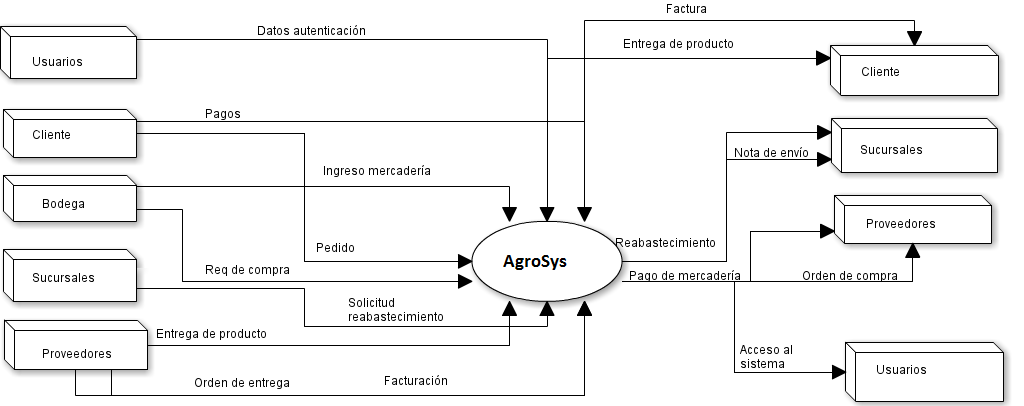 Factura
Datos autenticación
Entrega de producto
Usuarios
Cliente
Pagos
Cliente
Nota de envío
Sucursales
Ingreso mercadería
Bodega
Proveedores
Pedido
Reabastecimiento
AgroSys
Req de compra
Pago de mercadería
Orden de compra
Sucursales
Solicitud
reabastecimiento
Entrega de producto
Proveedores
Acceso al
sistema
Usuarios
Orden de entrega
Facturación